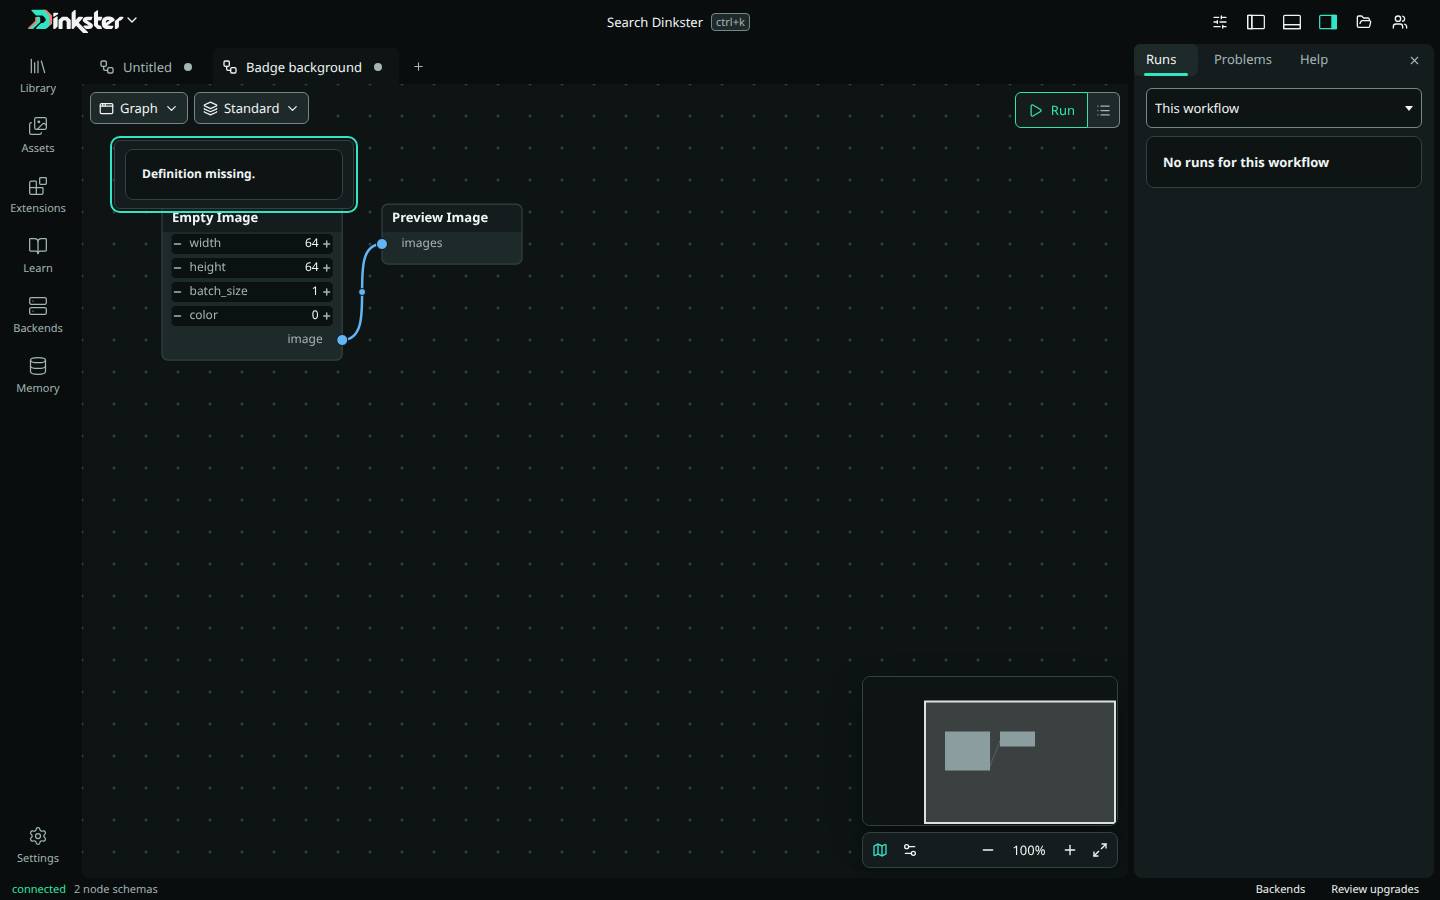 Dinkster
Search Dinkster ctrl+k
Library
Assets
Extensions
Learn
Backends
Memory
Settings
Untitled
Badge background
Graph
Standard
Run
Definition missing.
Empty Image
width 64
height 64
batch_size 1
color 0
image
Preview Image
images
100%
Runs Problems Help
This workflow
No runs for this workflow
connected 2 node schemas
Backends Review upgrades